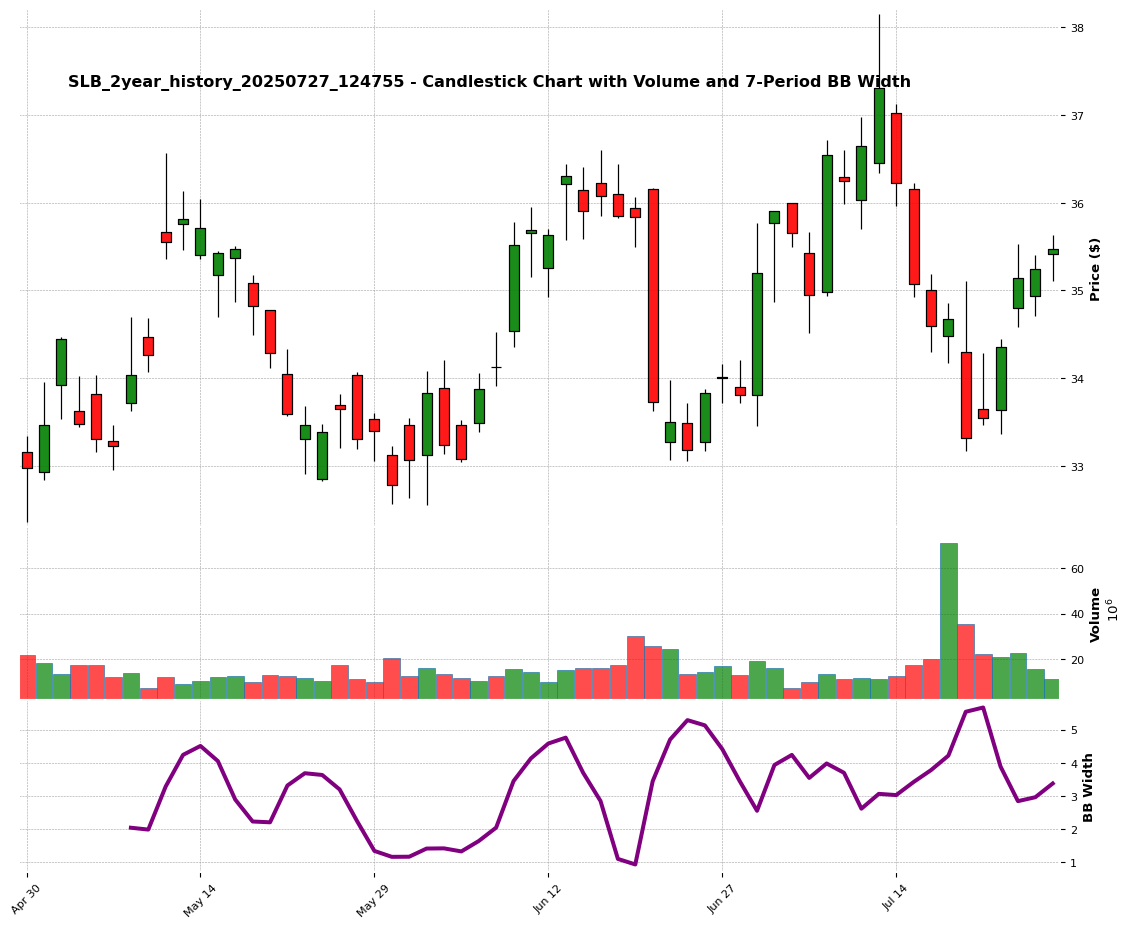 SLB_2year_history_20250727_124755 - Candlestick Chart with Volume and 7-Period BB Width
38
37
36
35
34
33
Price ($)
60
40
20
Volume
10^6
5
4
3
2
1
BB Width
Apr 30
May 14
May 29
Jun 12
Jun 27
Jul 14